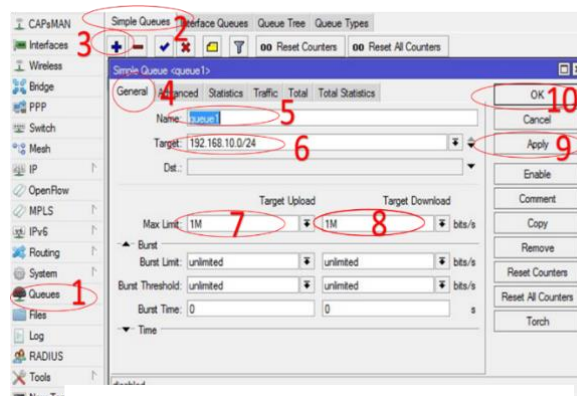 CAPsMAN
Interfaces
Wireless
Bridge
PPP
Switch
Mesh
IP
OpenFlow
MPLS
IPv6
Routing
System
Queues
Files
Log
RADIUS
Tools
1
Simple Queues Interface Queues Queue Tree Queue Types
2
3
00 Reset Counters 00 Reset All Counters
Simple Queue <queue1>
General Advanced Statistics Traffic Total Total Statistics
4
Name: queue1
5
Target: 192.168.10.0/24
6
Dst.:
Target Upload Target Download
Max Limit: 1M 1M bits/s
7 8
Burst
Burst Limit: unlimited unlimited bits/s
Burst Threshold: unlimited unlimited bits/s
Burst Time: 0 0 s
Time
OK
10
Cancel
Apply
9
Enable
Comment
Copy
Remove
Reset Counters
Reset All Counters
Torch